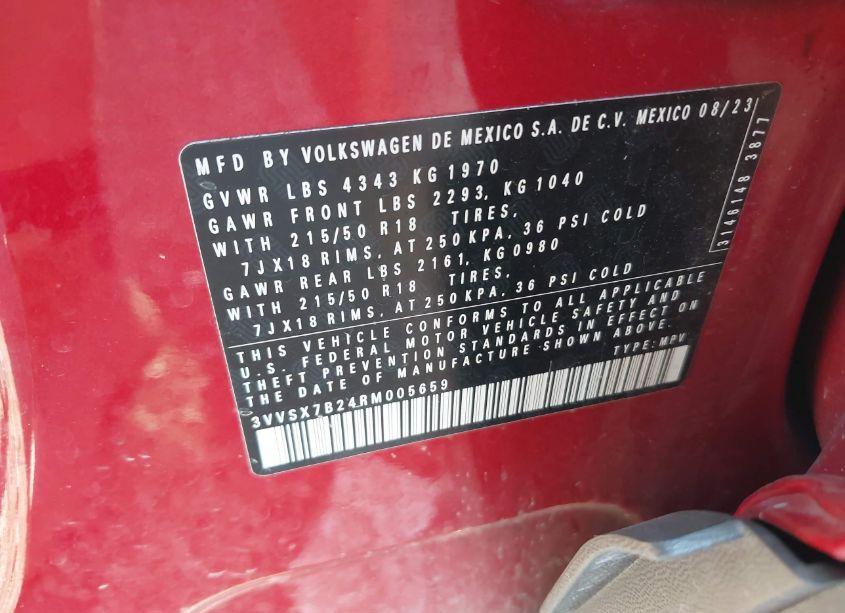 MFD BY VOLKSWAGEN DE MEXICO S.A. DE C.V. MEXICO 08/23
GVWR LBS 4343 KG 1970
GAWR FRONT LBS 2293, KG 1040
WITH 215/50 R18 TIRES,
7JX18 RIMS, AT 250 KPA, 36 PSI COLD
GAWR REAR LBS 2161, KG 0980
WITH 215/50 R18 TIRES,
7JX18 RIMS, AT 250 KPA, 36 PSI COLD
THIS VEHICLE CONFORMS TO ALL APPLICABLE
U.S. FEDERAL MOTOR VEHICLE SAFETY AND
THEFT PREVENTION STANDARDS IN EFFECT ON
THE DATE OF MANUFACTURE SHOWN ABOVE.
3VVSX7B24RM005659 TYPE: MPV
3146148 3877